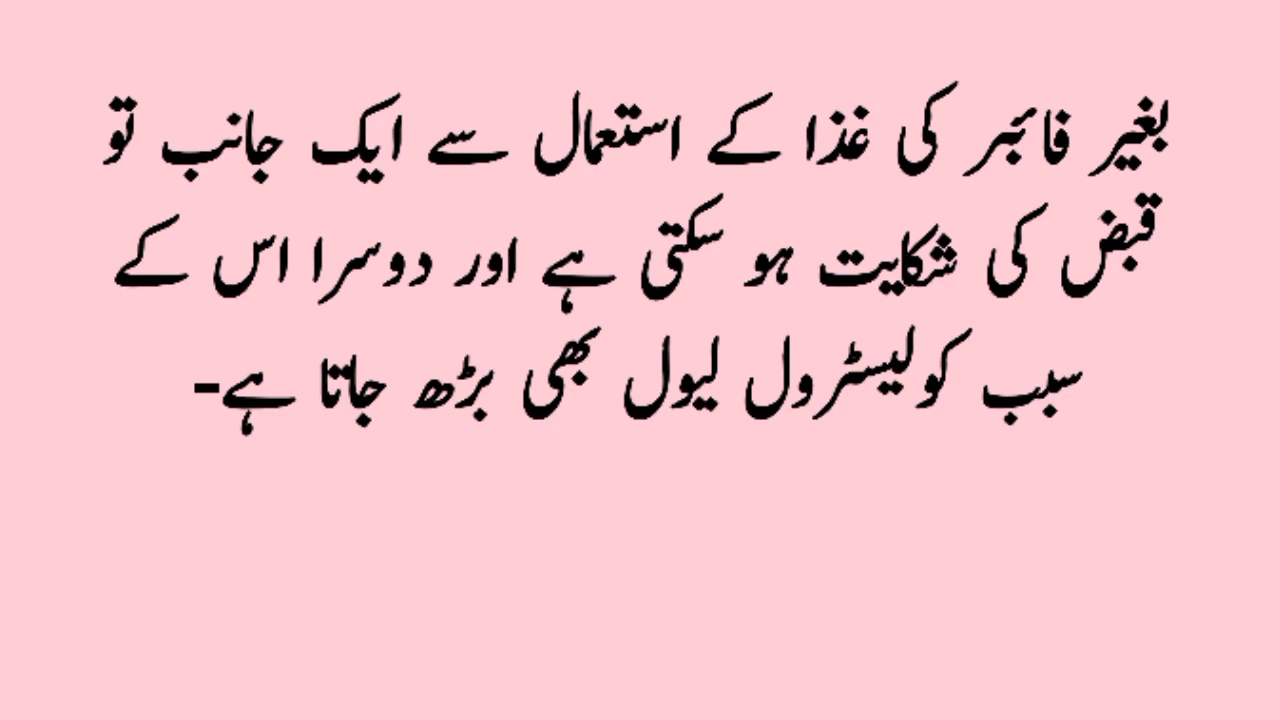 بغیر فائبر کی غذا کے استعمال سے ایک جانب تو
قبض کی شکایت ہو سکتی ہے اور دوسرا اس کے
سبب کولیسٹرول لیول بھی بڑھ جاتا ہے-